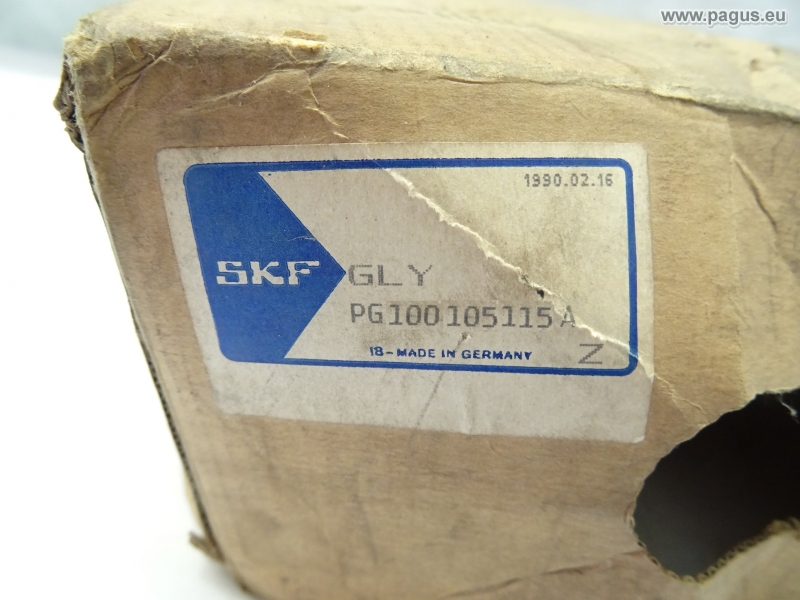 www.pagus.eu
1990.02.16
SKF
GLY
PG100105115A
18-MADE IN GERMANY
Z